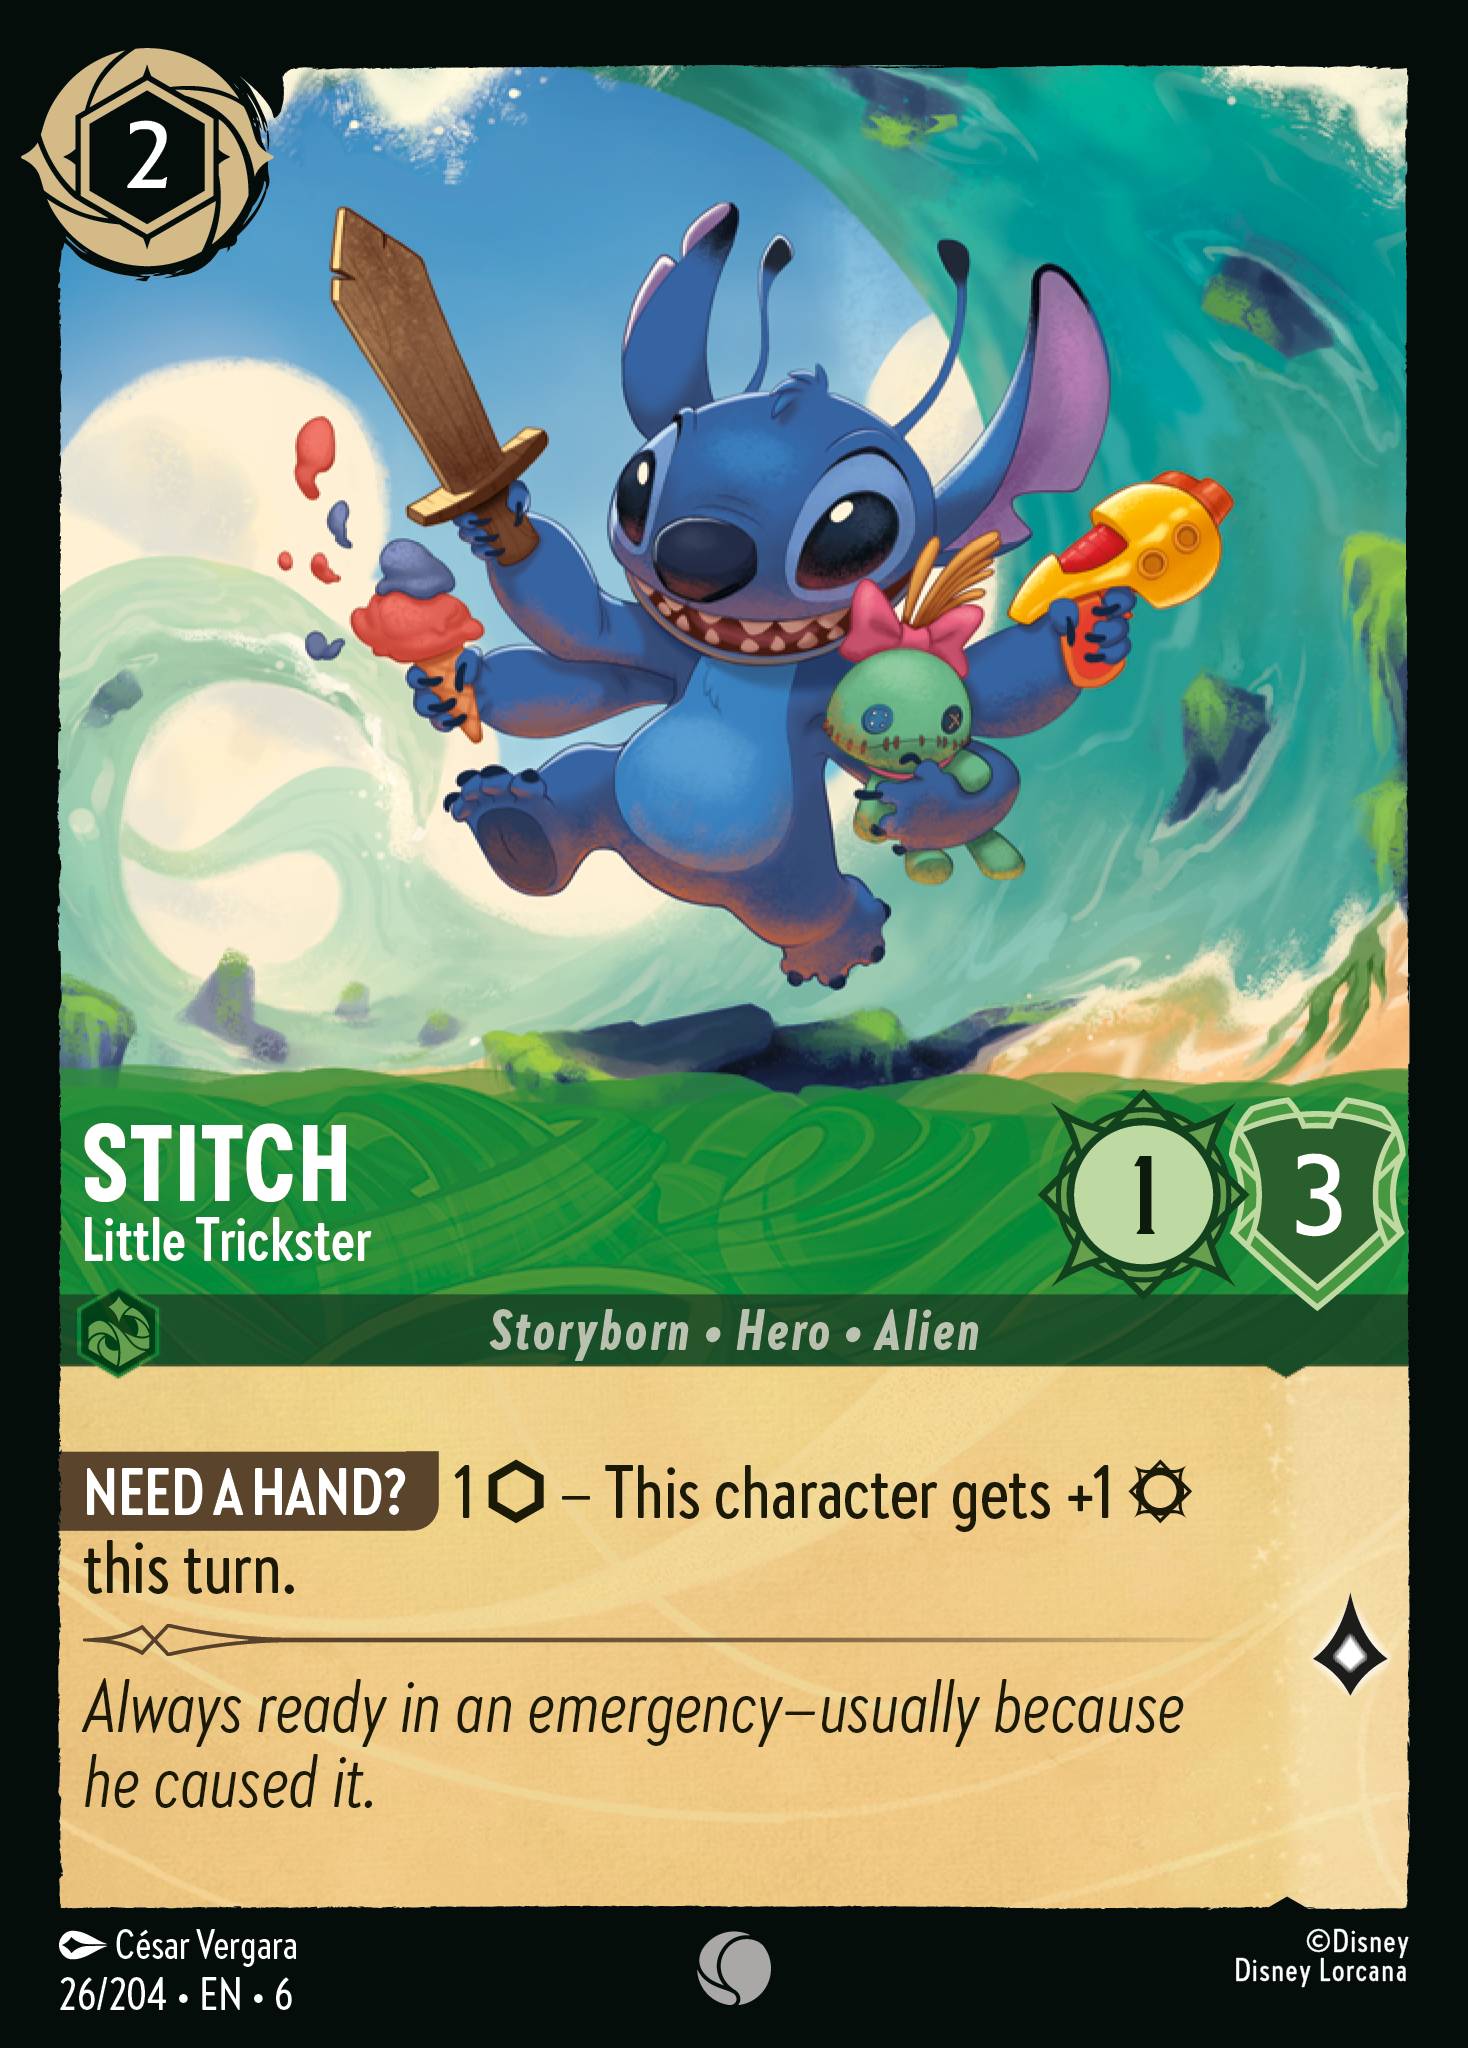 2
STITCH
Little Trickster
1
3
Storyborn • Hero • Alien
NEED A HAND? 1 ⬡ – This character gets +1 ☼
this turn.
Always ready in an emergency—usually because
he caused it.
César Vergara
26/204 • EN • 6
©Disney
Disney Lorcana